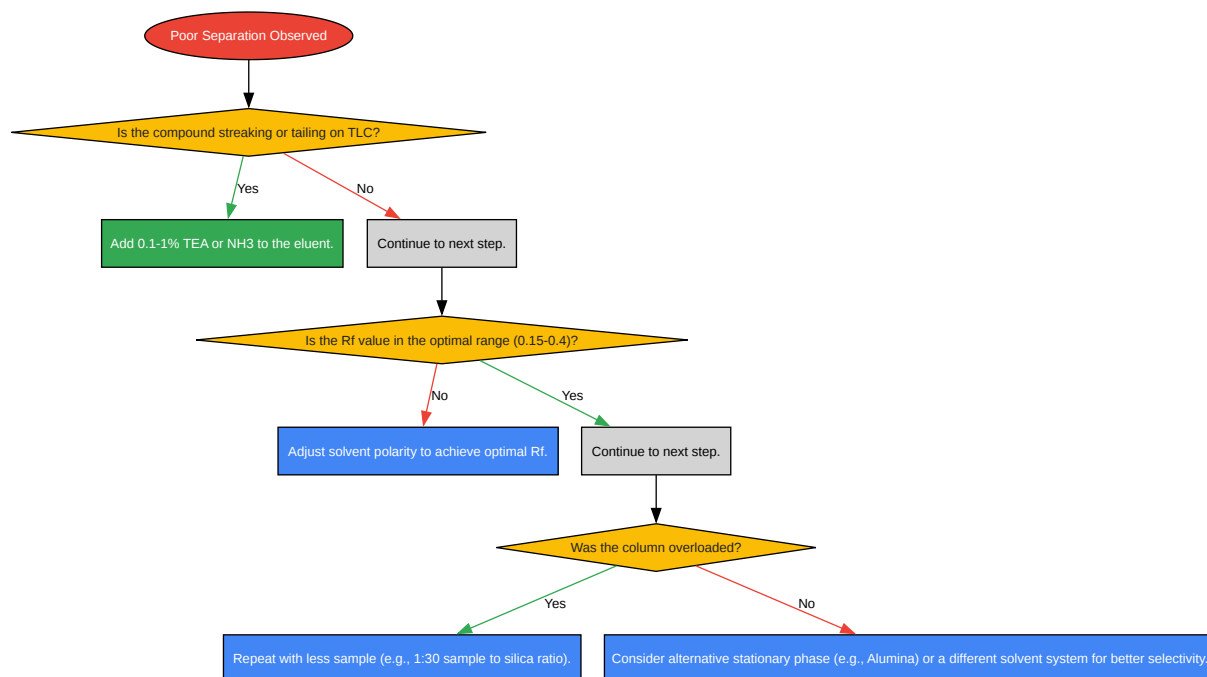 Poor Separation Observed
Is the compound streaking or tailing on TLC?
Yes
No
Add 0.1-1% TEA or NH3 to the eluent.
Continue to next step.
Is the Rf value in the optimal range (0.15-0.4)?
No
Yes
Adjust solvent polarity to achieve optimal Rf.
Continue to next step.
Was the column overloaded?
Yes
No
Repeat with less sample (e.g., 1:30 sample to silica ratio).
Consider alternative stationary phase (e.g., Alumina) or a different solvent system for better selectivity.